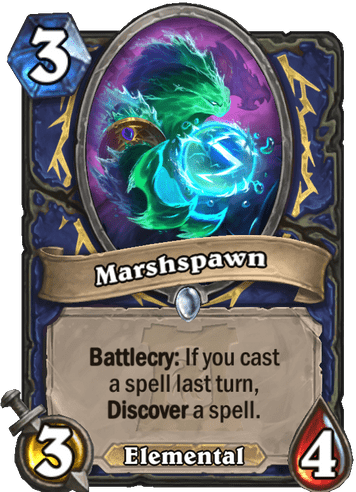 3
Marshspawn
Battlecry: If you cast
a spell last turn,
Discover a spell.
3
Elemental
4